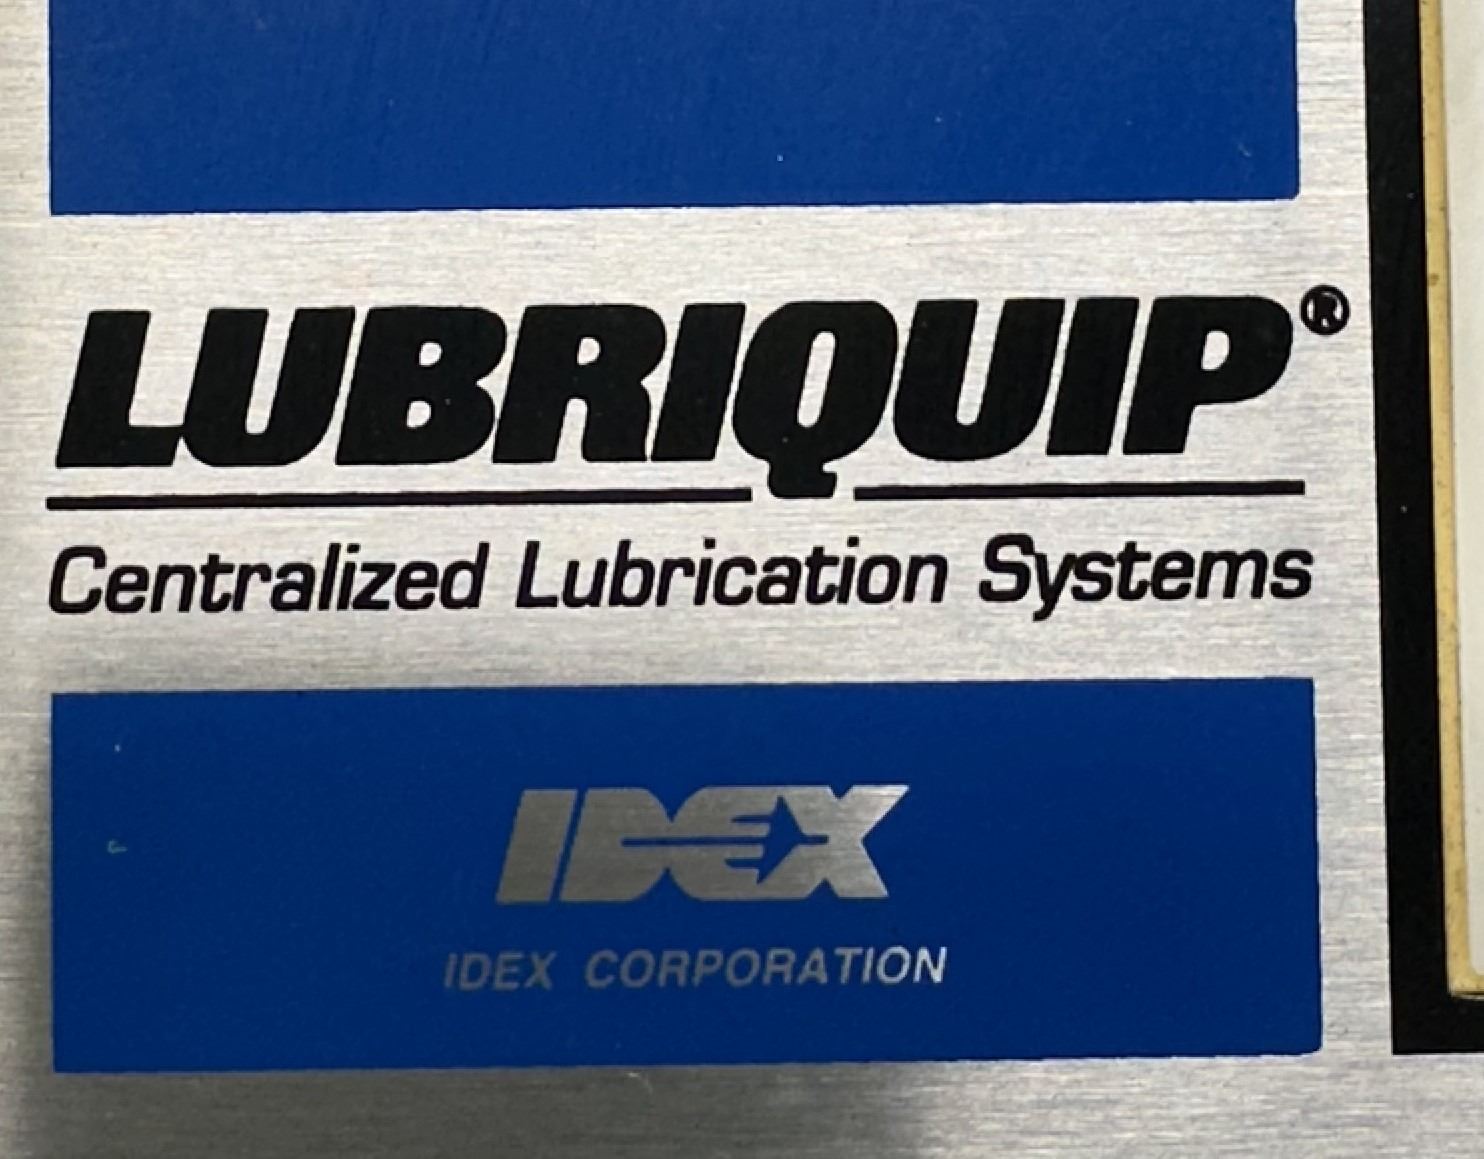 LUBRIQUIP®
Centralized Lubrication Systems
IDEX
IDEX CORPORATION